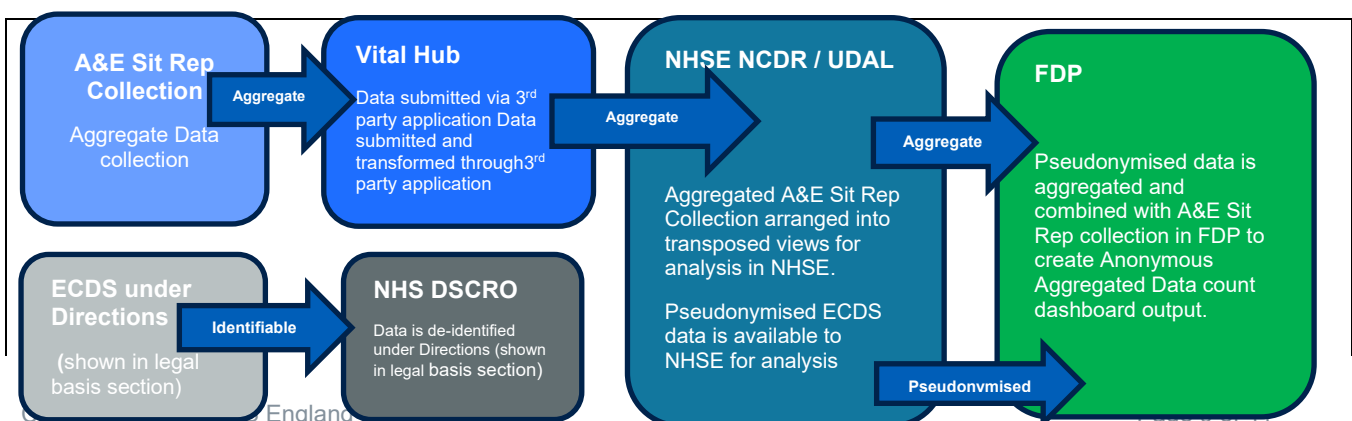 A&E Sit Rep
Collection
Aggregate Data
collection
Aggregate
Vital Hub
Data submitted via 3rd
party application Data
submitted and
transformed through3rd
party application
Aggregate
NHSE NCDR / UDAL
Aggregated A&E Sit Rep
Collection arranged into
transposed views for
analysis in NHSE.
Pseudonymised ECDS
data is available to
NHSE for analysis
Aggregate
FDP
Pseudonymised data is
aggregated and
combined with A&E Sit
Rep collection in FDP to
create Anonymous
Aggregated Data count
dashboard output.
ECDS under
Directions
(shown in legal
basis section)
Identifiable
NHS DSCRO
Data is de-identified
under Directions (shown
in legal basis section)
Pseudonymised
England